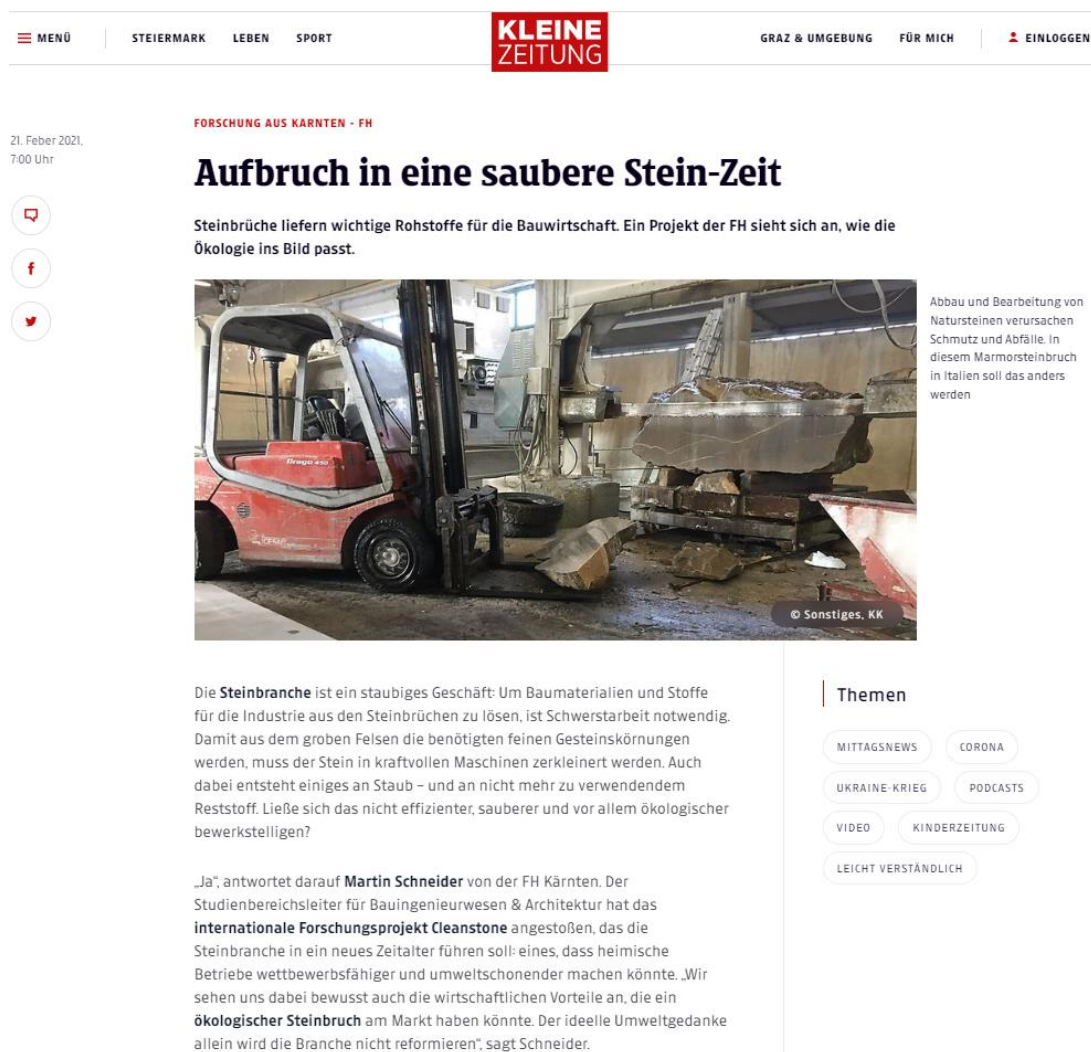 MENÜ
STEIERMARK LEBEN SPORT
KLEINE
ZEITUNG
GRAZ & UMGEBUNG FÜR MICH
EINLOGGEN
21. Feber 2021,
7:00 Uhr
FORSCHUNG AUS KÄRNTEN - FH
Aufbruch in eine saubere Stein-Zeit
Steinbrüche liefern wichtige Rohstoffe für die Bauwirtschaft. Ein Projekt der FH sieht sich an, wie die
Ökologie ins Bild passt.
Drago 450
© Sonstiges, KK
Abbau und Bearbeitung von
Natursteinen verursachen
Schmutz und Abfälle. In
diesem Marmorsteinbruch
in Italien soll das anders
werden
Die Steinbranche ist ein staubiges Geschäft: Um Baumaterialien und Stoffe
für die Industrie aus den Steinbrüchen zu lösen, ist Schwerstarbeit notwendig.
Damit aus dem groben Felsen die benötigten feinen Gesteinskörnungen
werden, muss der Stein in kraftvollen Maschinen zerkleinert werden. Auch
dabei entsteht einiges an Staub – und an nicht mehr zu verwendendem
Reststoff. Ließe sich das nicht effizienter, sauberer und vor allem ökologischer
bewerkstelligen?
„Ja“, antwortet darauf Martin Schneider von der FH Kärnten. Der
Studienbereichsleiter für Bauingenieurwesen & Architektur hat das
internationale Forschungsprojekt Cleanstone angestoßen, das die
Steinbranche in ein neues Zeitalter führen soll: eines, dass heimische
Betriebe wettbewerbsfähiger und umweltschonender machen könnte. „Wir
sehen uns dabei bewusst auch die wirtschaftlichen Vorteile an, die ein
ökologischer Steinbruch am Markt haben könnte. Der ideelle Umweltgedanke
allein wird die Branche nicht reformieren“, sagt Schneider.
Themen
MITTAGSNEWS CORONA
UKRAINE-KRIEG PODCASTS
VIDEO KINDERZEITUNG
LEICHT VERSTÄNDLICH